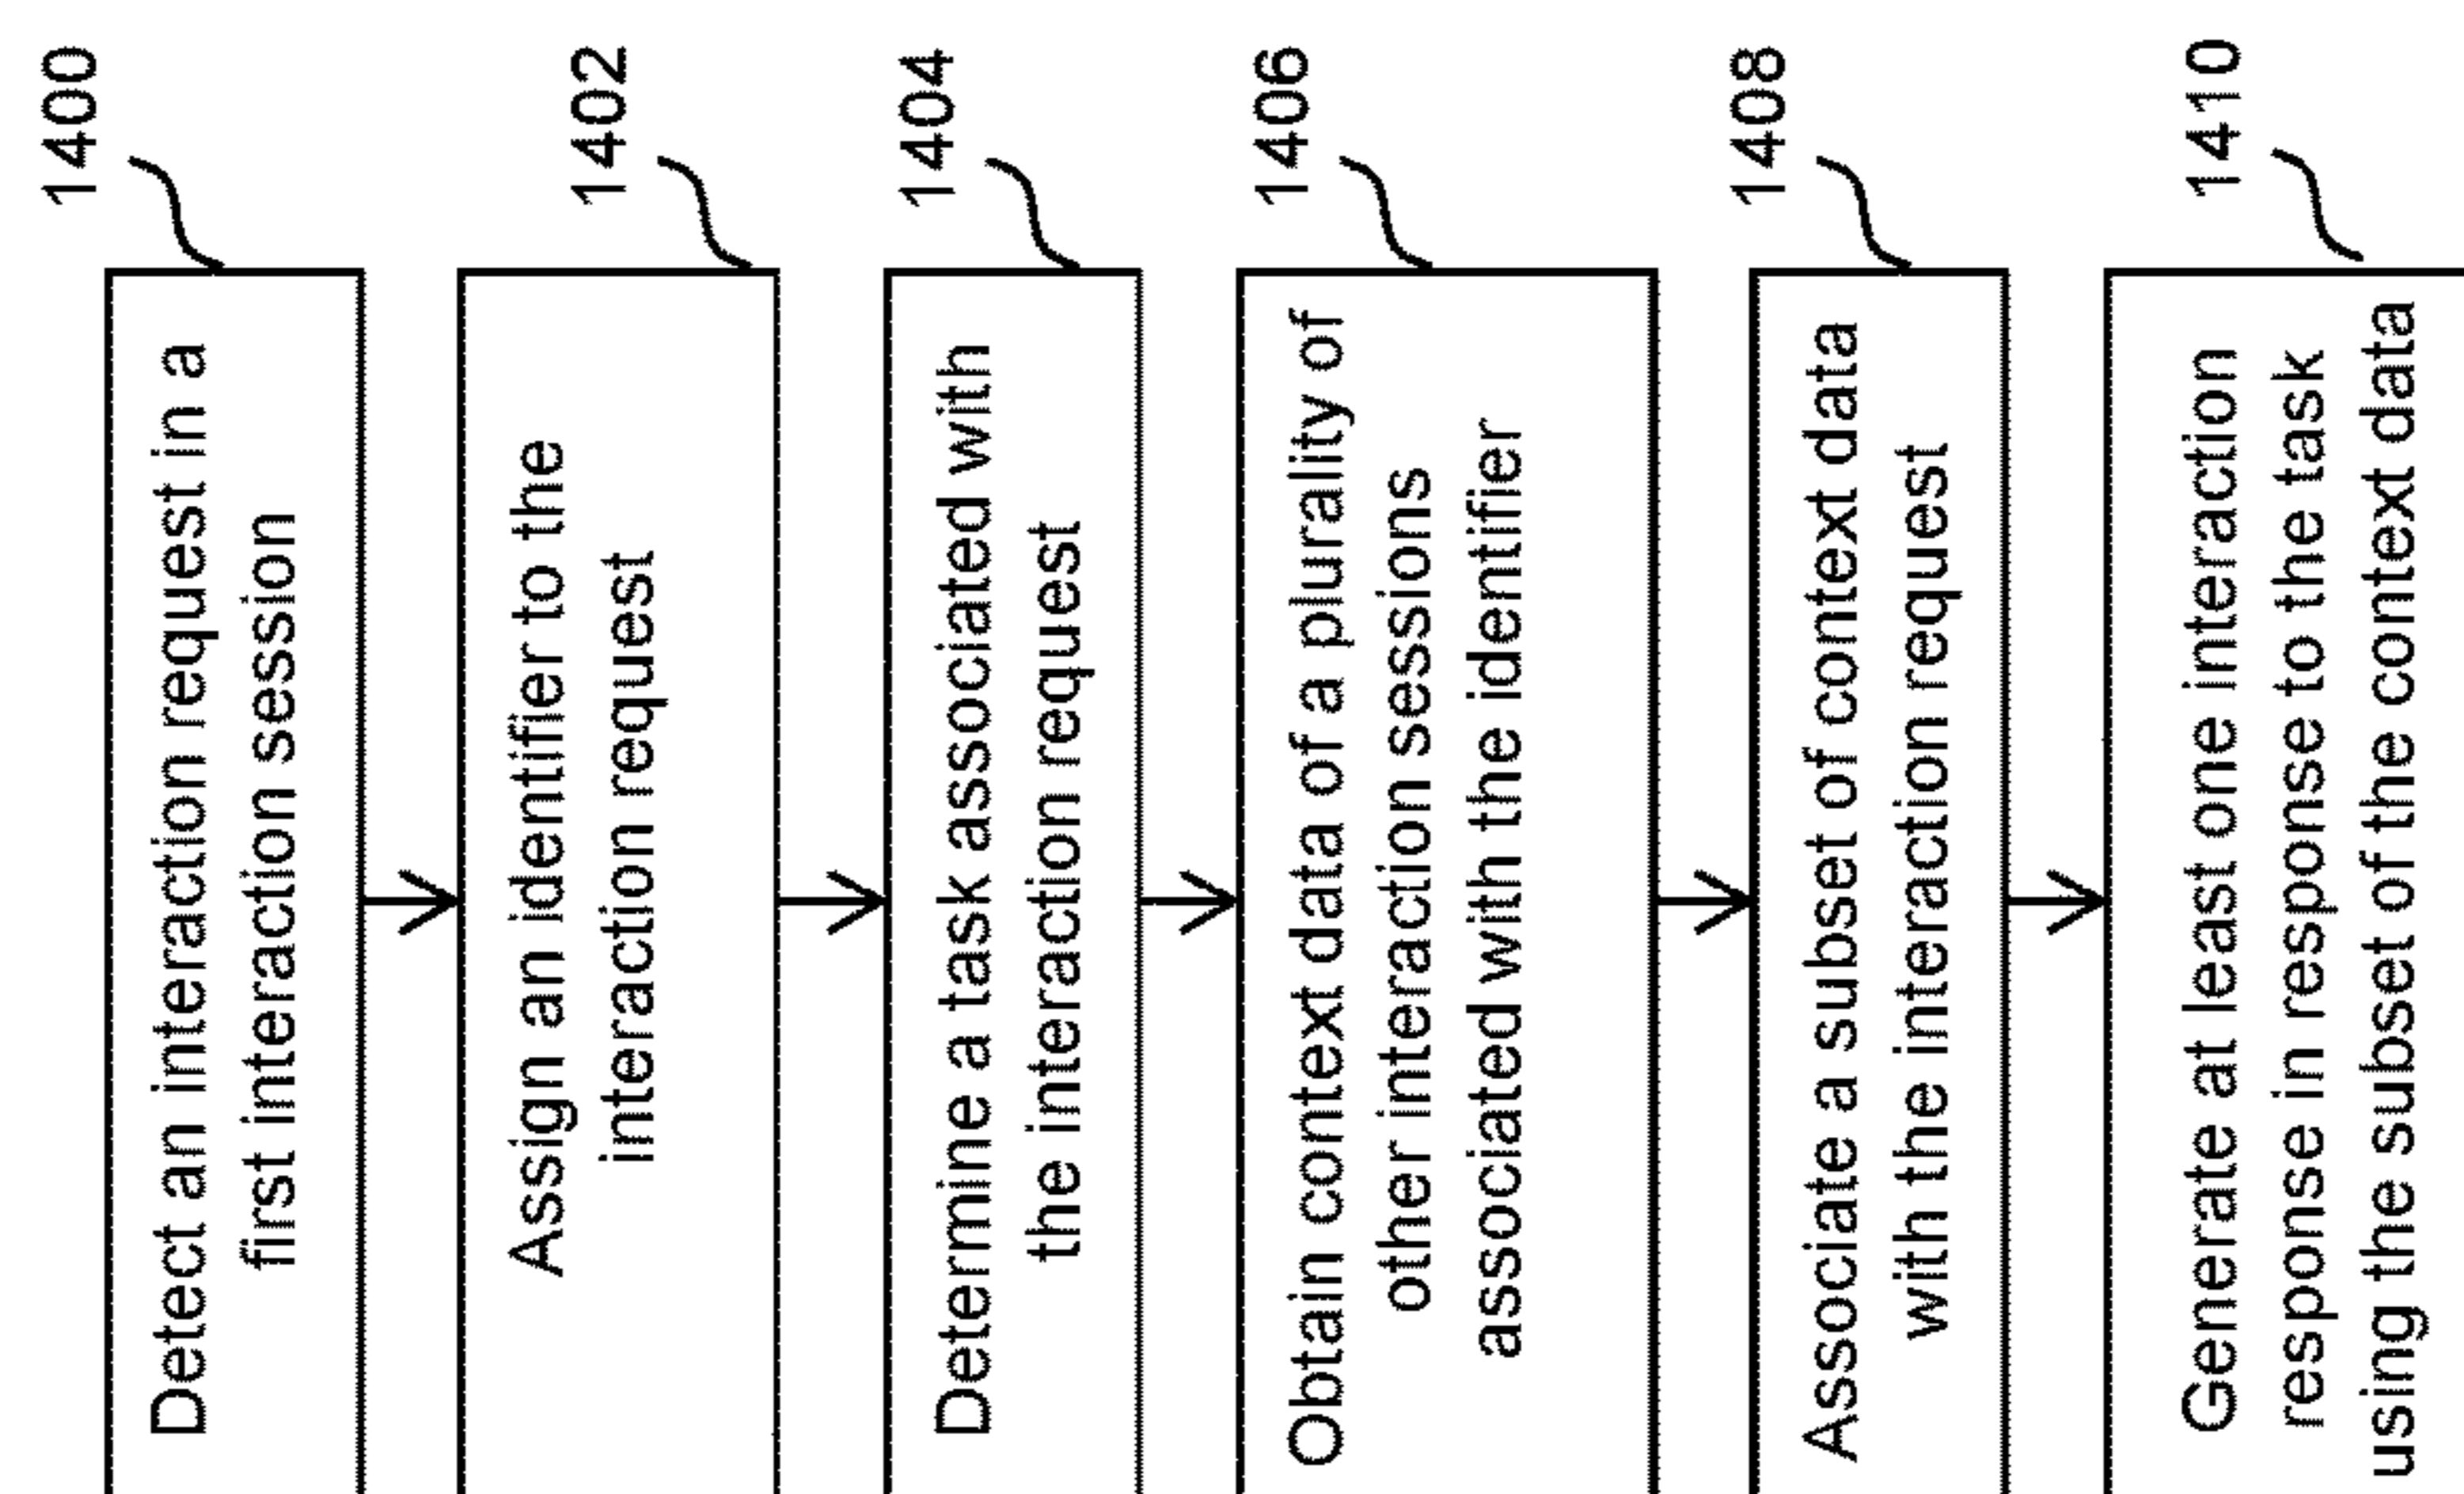 1400
Detect an interaction request in a
first interaction session
1402
Assign an identifier to the
interaction request
1404
Determine a task associated with
the interaction request
1406
Obtain context data of a plurality of
other interaction sessions
associated with the identifier
1408
Associate a subset of context data
with the interaction request
1410
Generate at least one interaction
response in response to the task
using the subset of the context data